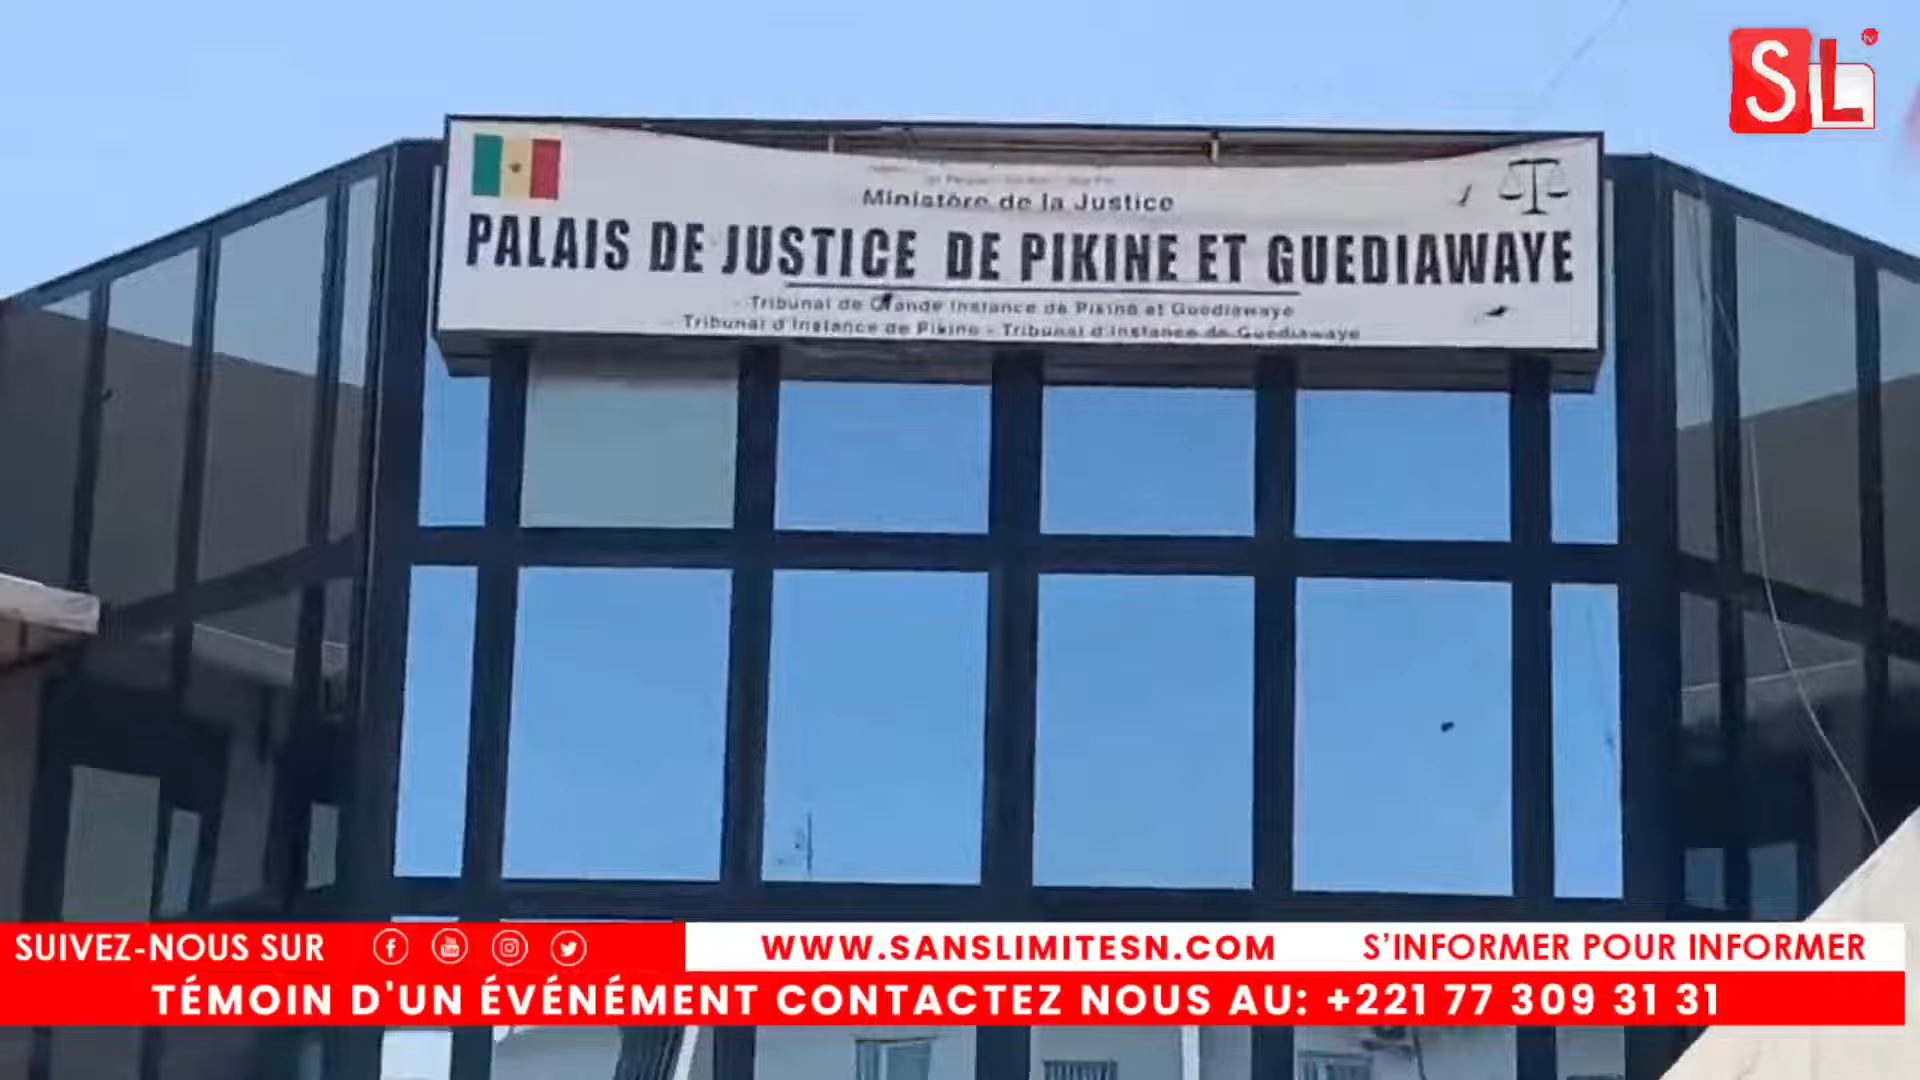 SL tv
Ministère de la Justice
PALAIS DE JUSTICE DE PIKINE ET GUEDIAWAYE
- Tribunal de Grande Instance de Pikine et Guediawaye
- Tribunal d'Instance de Pikine - Tribunal d'Instance de Guediawaye
SUIVEZ-NOUS SUR
WWW.SANSLIMITESN.COM
S'INFORMER POUR INFORMER
TÉMOIN D'UN ÉVÉNÉMENT CONTACTEZ NOUS AU: +221 77 309 31 31